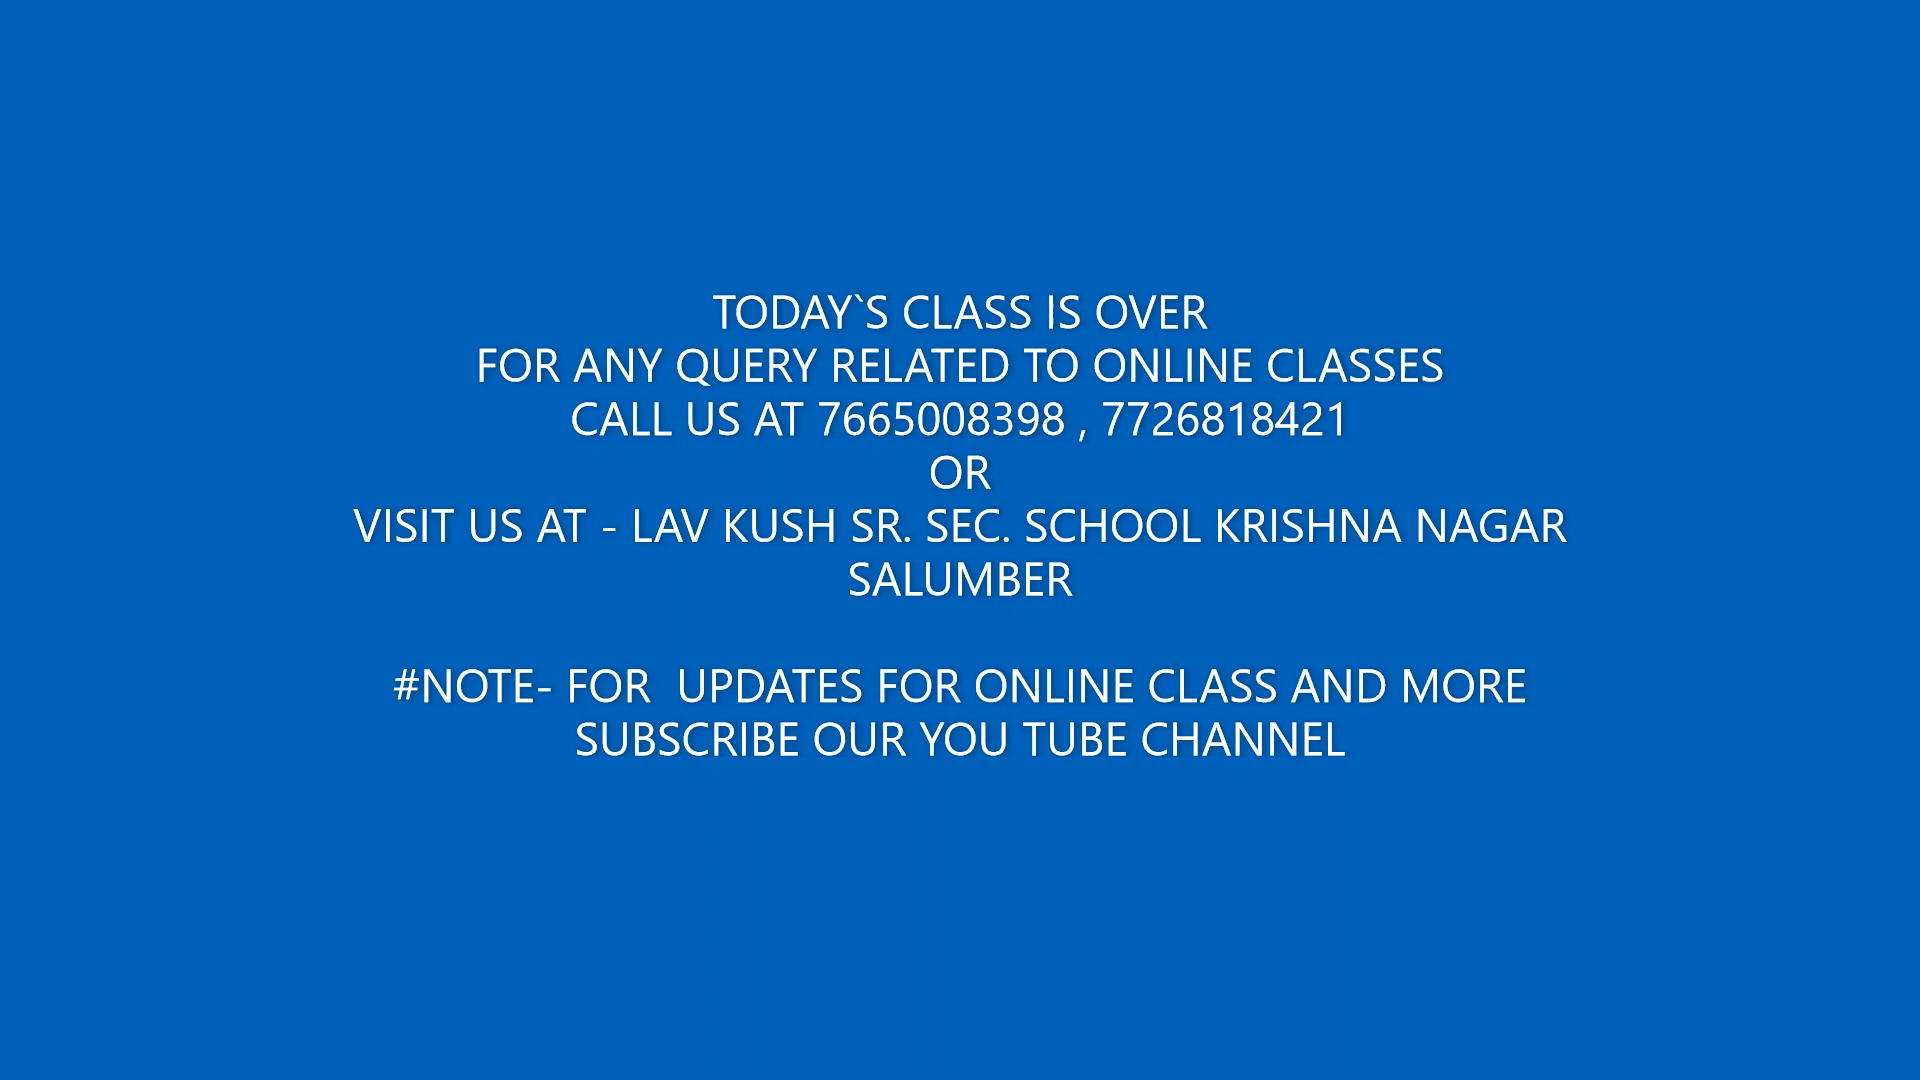 TODAY`S CLASS IS OVER
FOR ANY QUERY RELATED TO ONLINE CLASSES
CALL US AT 7665008398 , 7726818421
OR
VISIT US AT - LAV KUSH SR. SEC. SCHOOL KRISHNA NAGAR
SALUMBER
#NOTE- FOR  UPDATES FOR ONLINE CLASS AND MORE
SUBSCRIBE OUR YOU TUBE CHANNEL